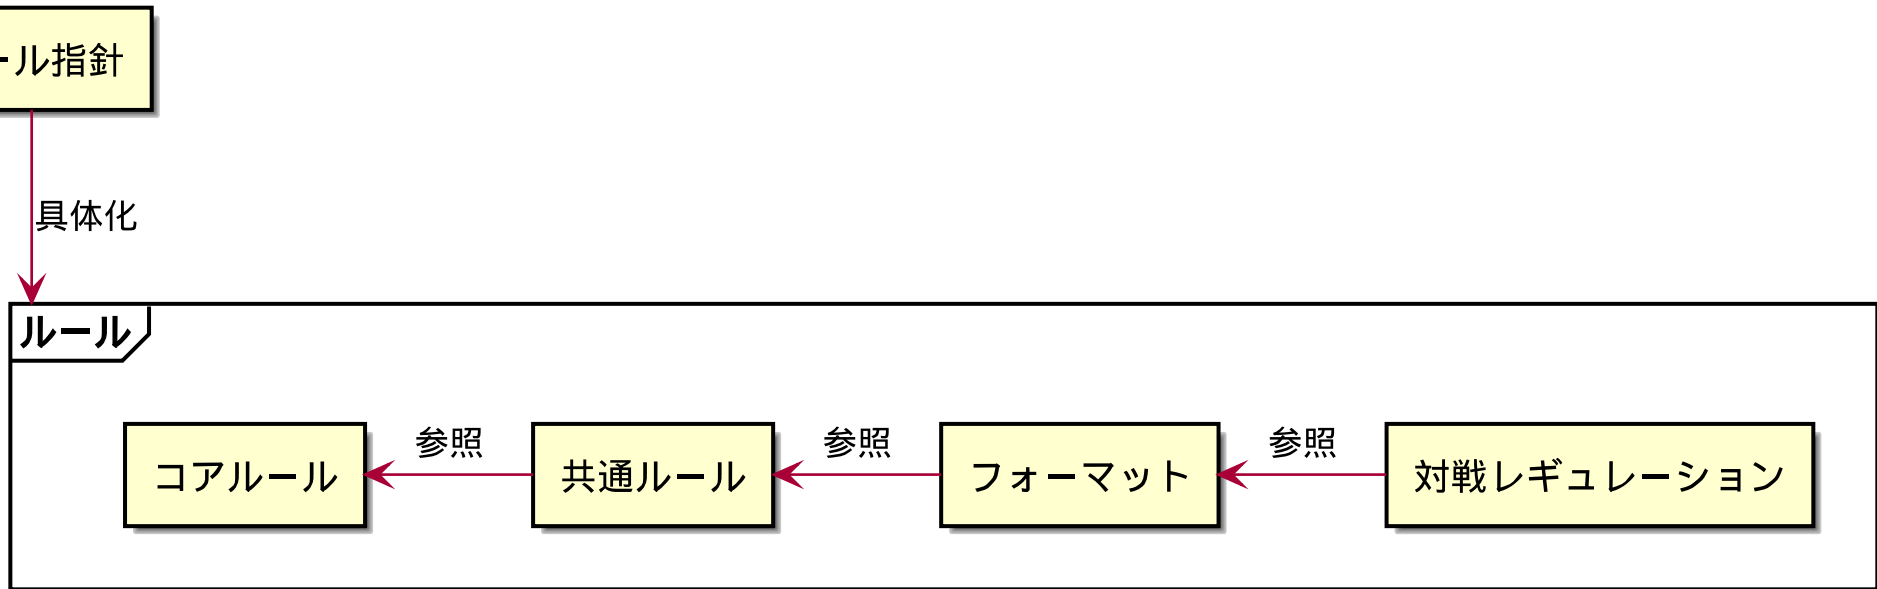 ール指針
具体化
ルール
コアルール
参照
共通ルール
参照
フォーマット
参照
対戦レギュレーション